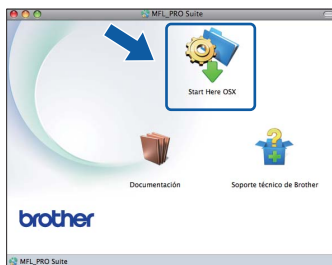 MFL_PRO Suite
Start Here OSX
Documentación
Soporte técnico de Brother
brother
MFL_PRO Suite